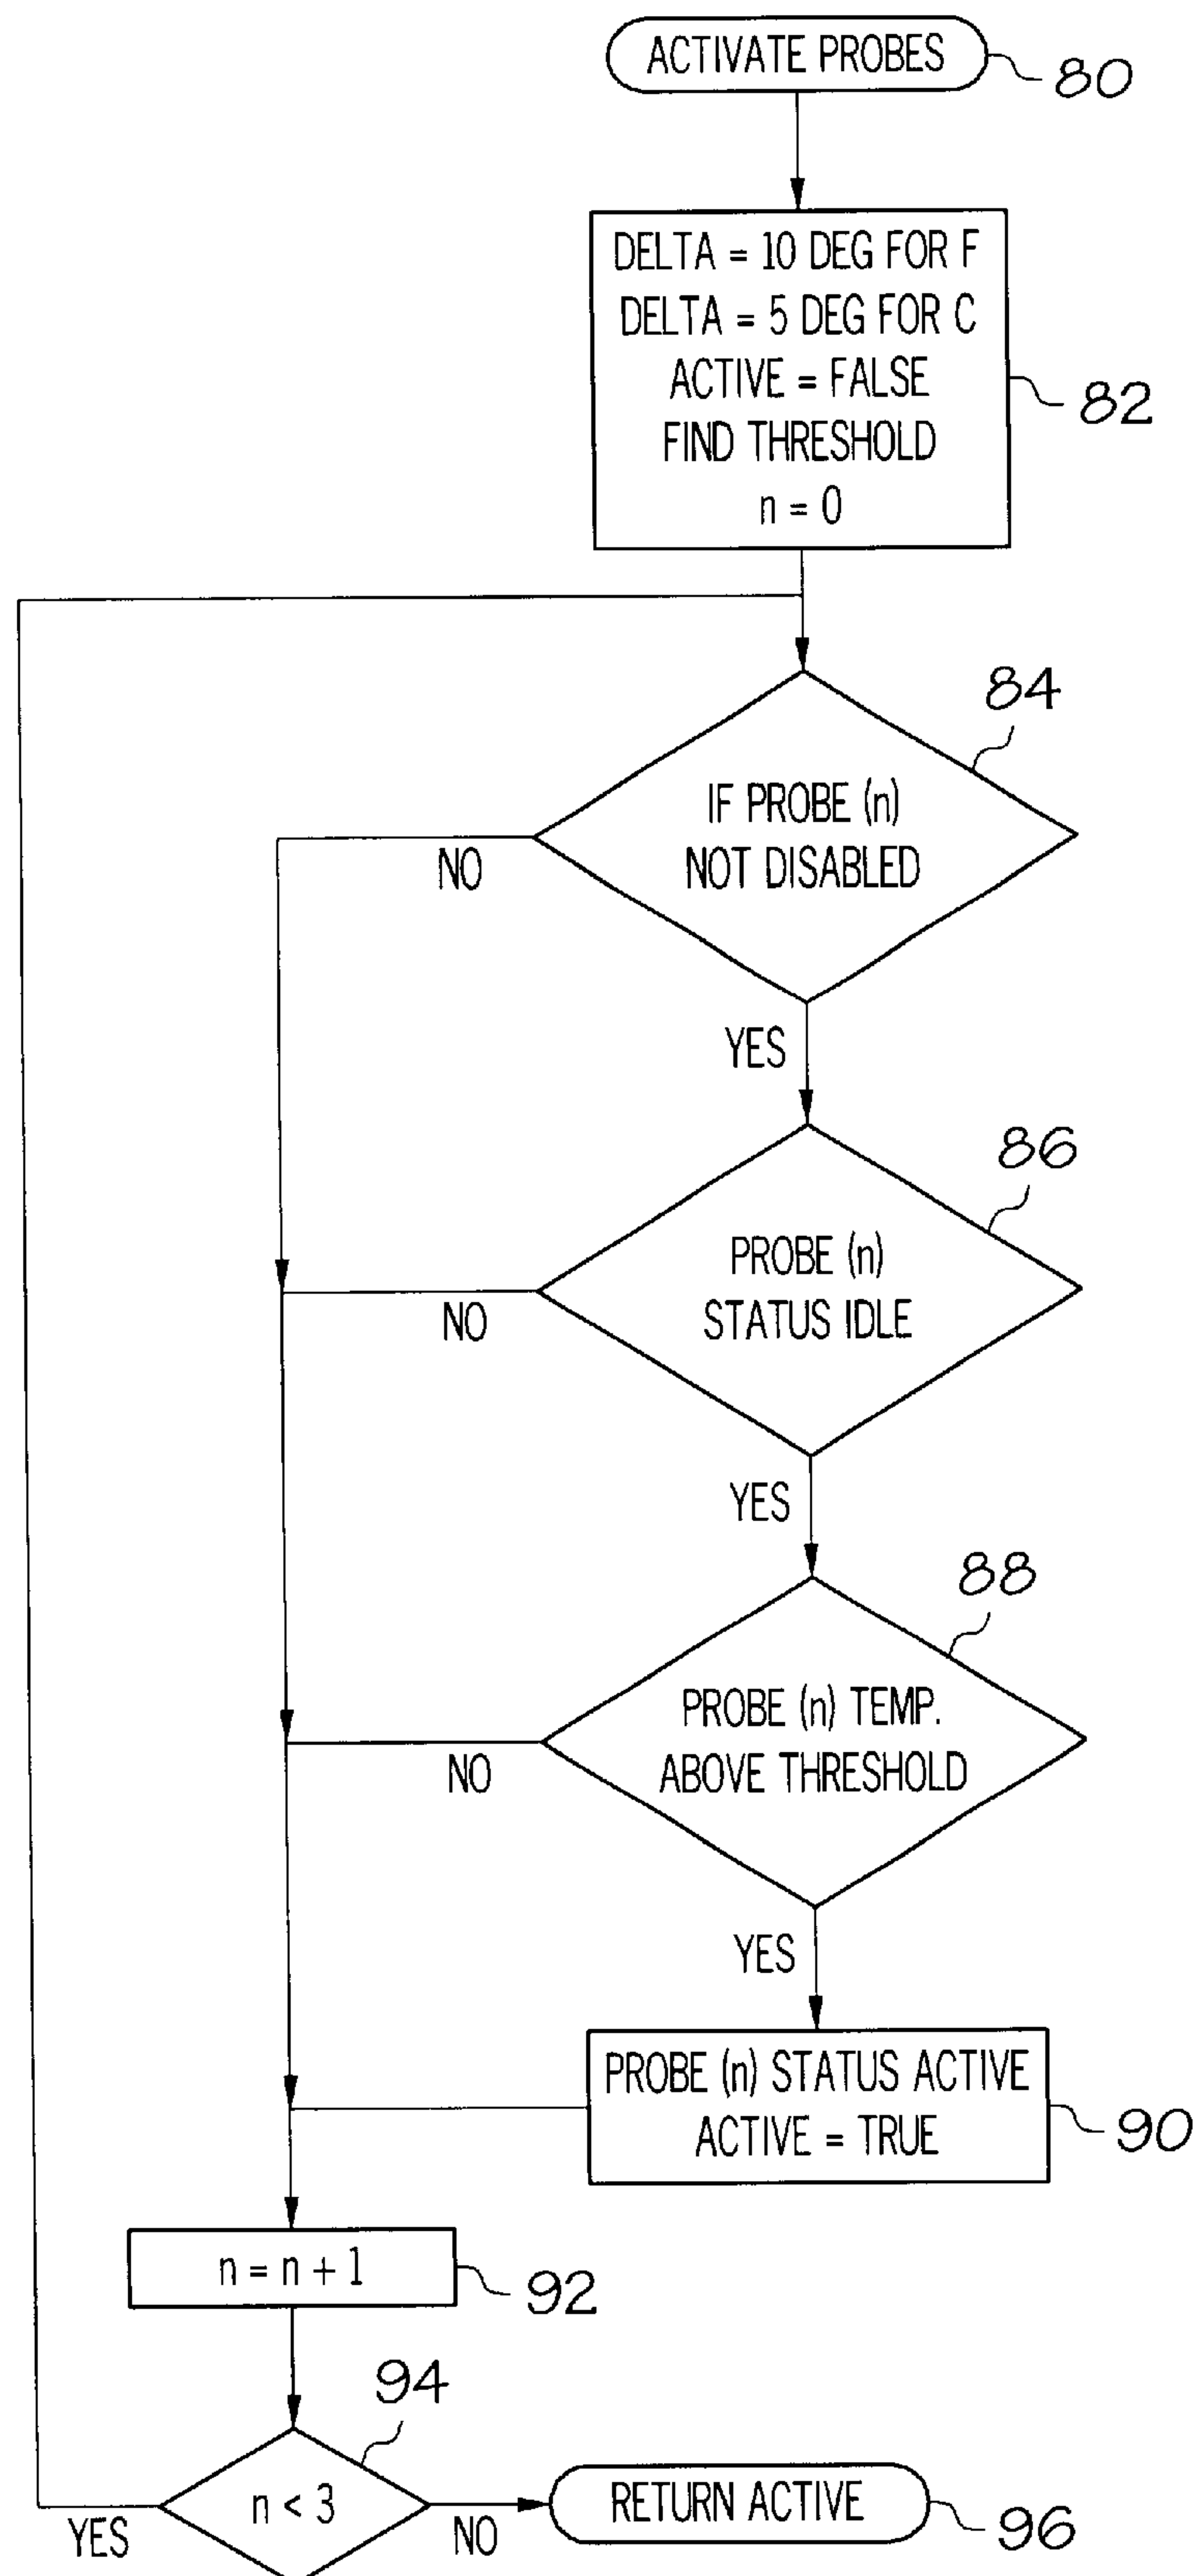 ACTIVATE PROBES
80
DELTA = 10 DEG FOR F
DELTA = 5 DEG FOR C
ACTIVE = FALSE
FIND THRESHOLD
n = 0
82
84
IF PROBE (n)
NOT DISABLED
NO
YES
86
PROBE (n)
STATUS IDLE
NO
YES
88
PROBE (n) TEMP.
ABOVE THRESHOLD
NO
YES
PROBE (n) STATUS ACTIVE
ACTIVE = TRUE
90
n = n + 1
92
94
n < 3
YES
NO
RETURN ACTIVE
96